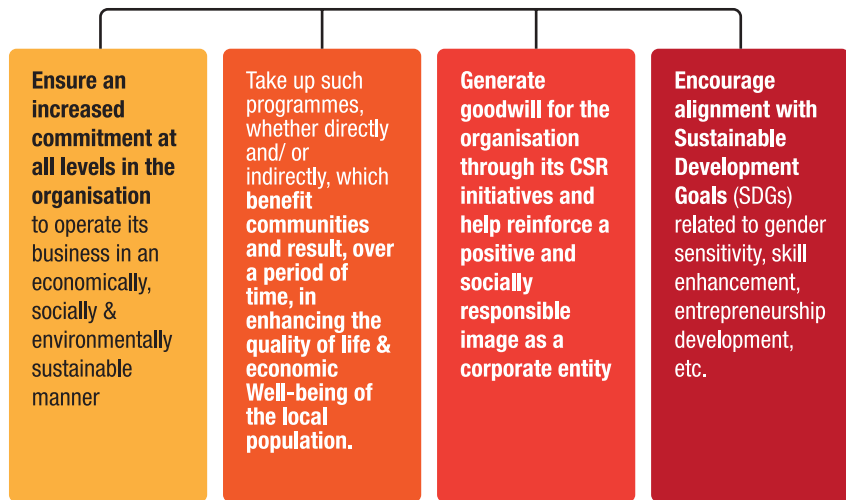 Ensure an
increased
commitment at
all levels in the
organisation
to operate its
business in an
economically,
socially &
environmentally
sustainable
manner
Take up such
programmes,
whether directly
and/ or
indirectly, which
benefit
communities
and result, over
a period of
time, in
enhancing the
quality of life &
economic
Well-being of
the local
population.
Generate
goodwill for the
organisation
through its CSR
initiatives and
help reinforce a
positive and
socially
responsible
image as a
corporate entity
Encourage
alignment with
Sustainable
Development
Goals (SDGs)
related to gender
sensitivity, skill
enhancement,
entrepreneurship
development,
etc.